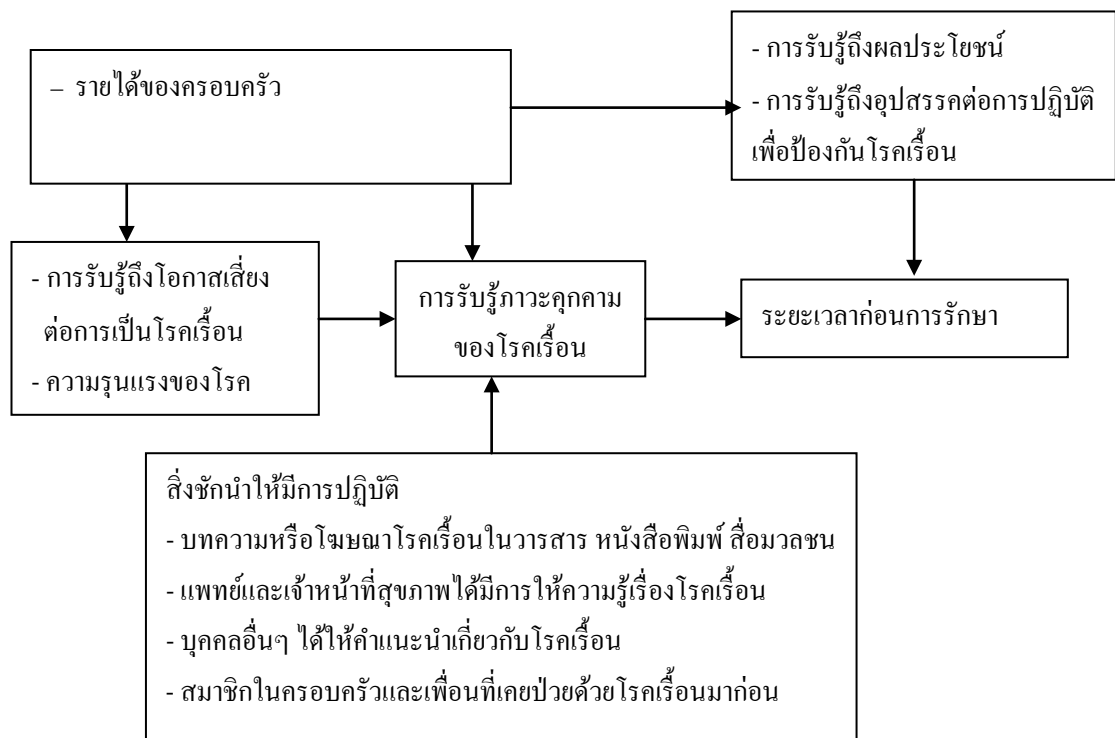 – รายได้ของครอบครัว
- การรับรู้ถึงผลประโยชน์
- การรับรู้ถึงอุปสรรคต่อการปฏิบัติ
เพื่อป้องกันโรคเรื้อน
- การรับรู้ถึงโอกาสเสี่ยง
ต่อการเป็นโรคเรื้อน
- ความรุนแรงของโรค
การรับรู้ภาวะคุกคาม
ของโรคเรื้อน
ระยะเวลาก่อนการรักษา
สิ่งชักนำให้มีการปฏิบัติ
- บทความหรือโฆษณาโรคเรื้อนในวารสาร หนังสือพิมพ์ สื่อมวลชน
- แพทย์และเจ้าหน้าที่สุขภาพได้มีการให้ความรู้เรื่องโรคเรื้อน
- บุคคลอื่นๆ ได้ให้คำแนะนำเกี่ยวกับโรคเรื้อน
- สมาชิกในครอบครัวและเพื่อนที่เคยป่วยด้วยโรคเรื้อนมาก่อน